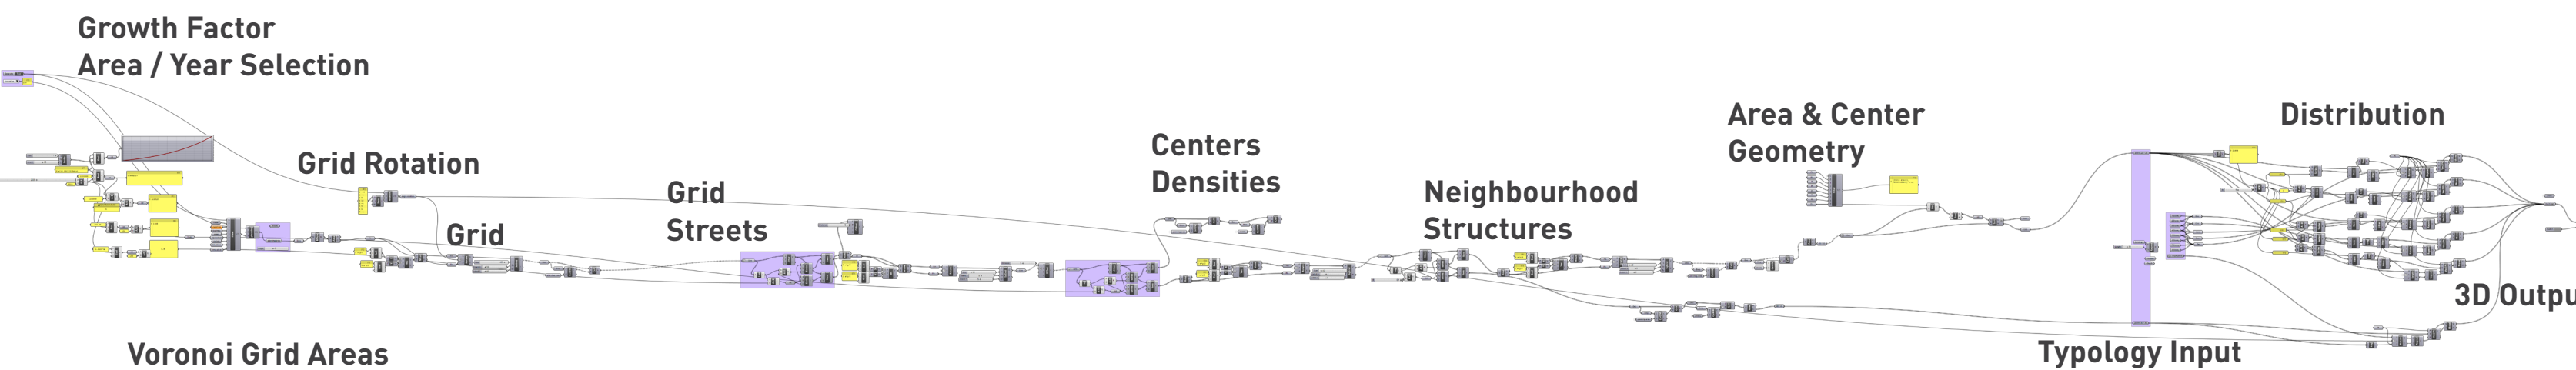 Growth Factor
Area / Year Selection
Grid Rotation
Grid
Voronoi Grid Areas
Grid
Streets
Centers
Densities
Neighbourhood
Structures
Area & Center
Geometry
Typology Input
Distribution
3D Outpu